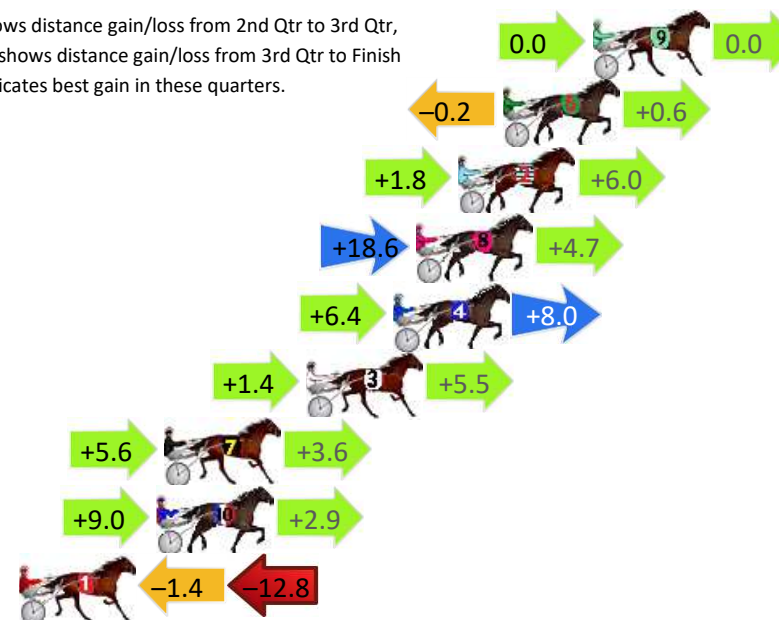 ws distance gain/loss from 2nd Qtr to 3rd Qtr,
shows distance gain/loss from 3rd Qtr to Finish
icates best gain in these quarters.
0.0 9 0.0
–0.2 +0.6
+1.8 2 +6.0
+18.6 8 +4.7
+6.4 4 +8.0
+1.4 3 +5.5
+5.6 7 +3.6
+9.0 10 +2.9
1 –1.4 –12.8